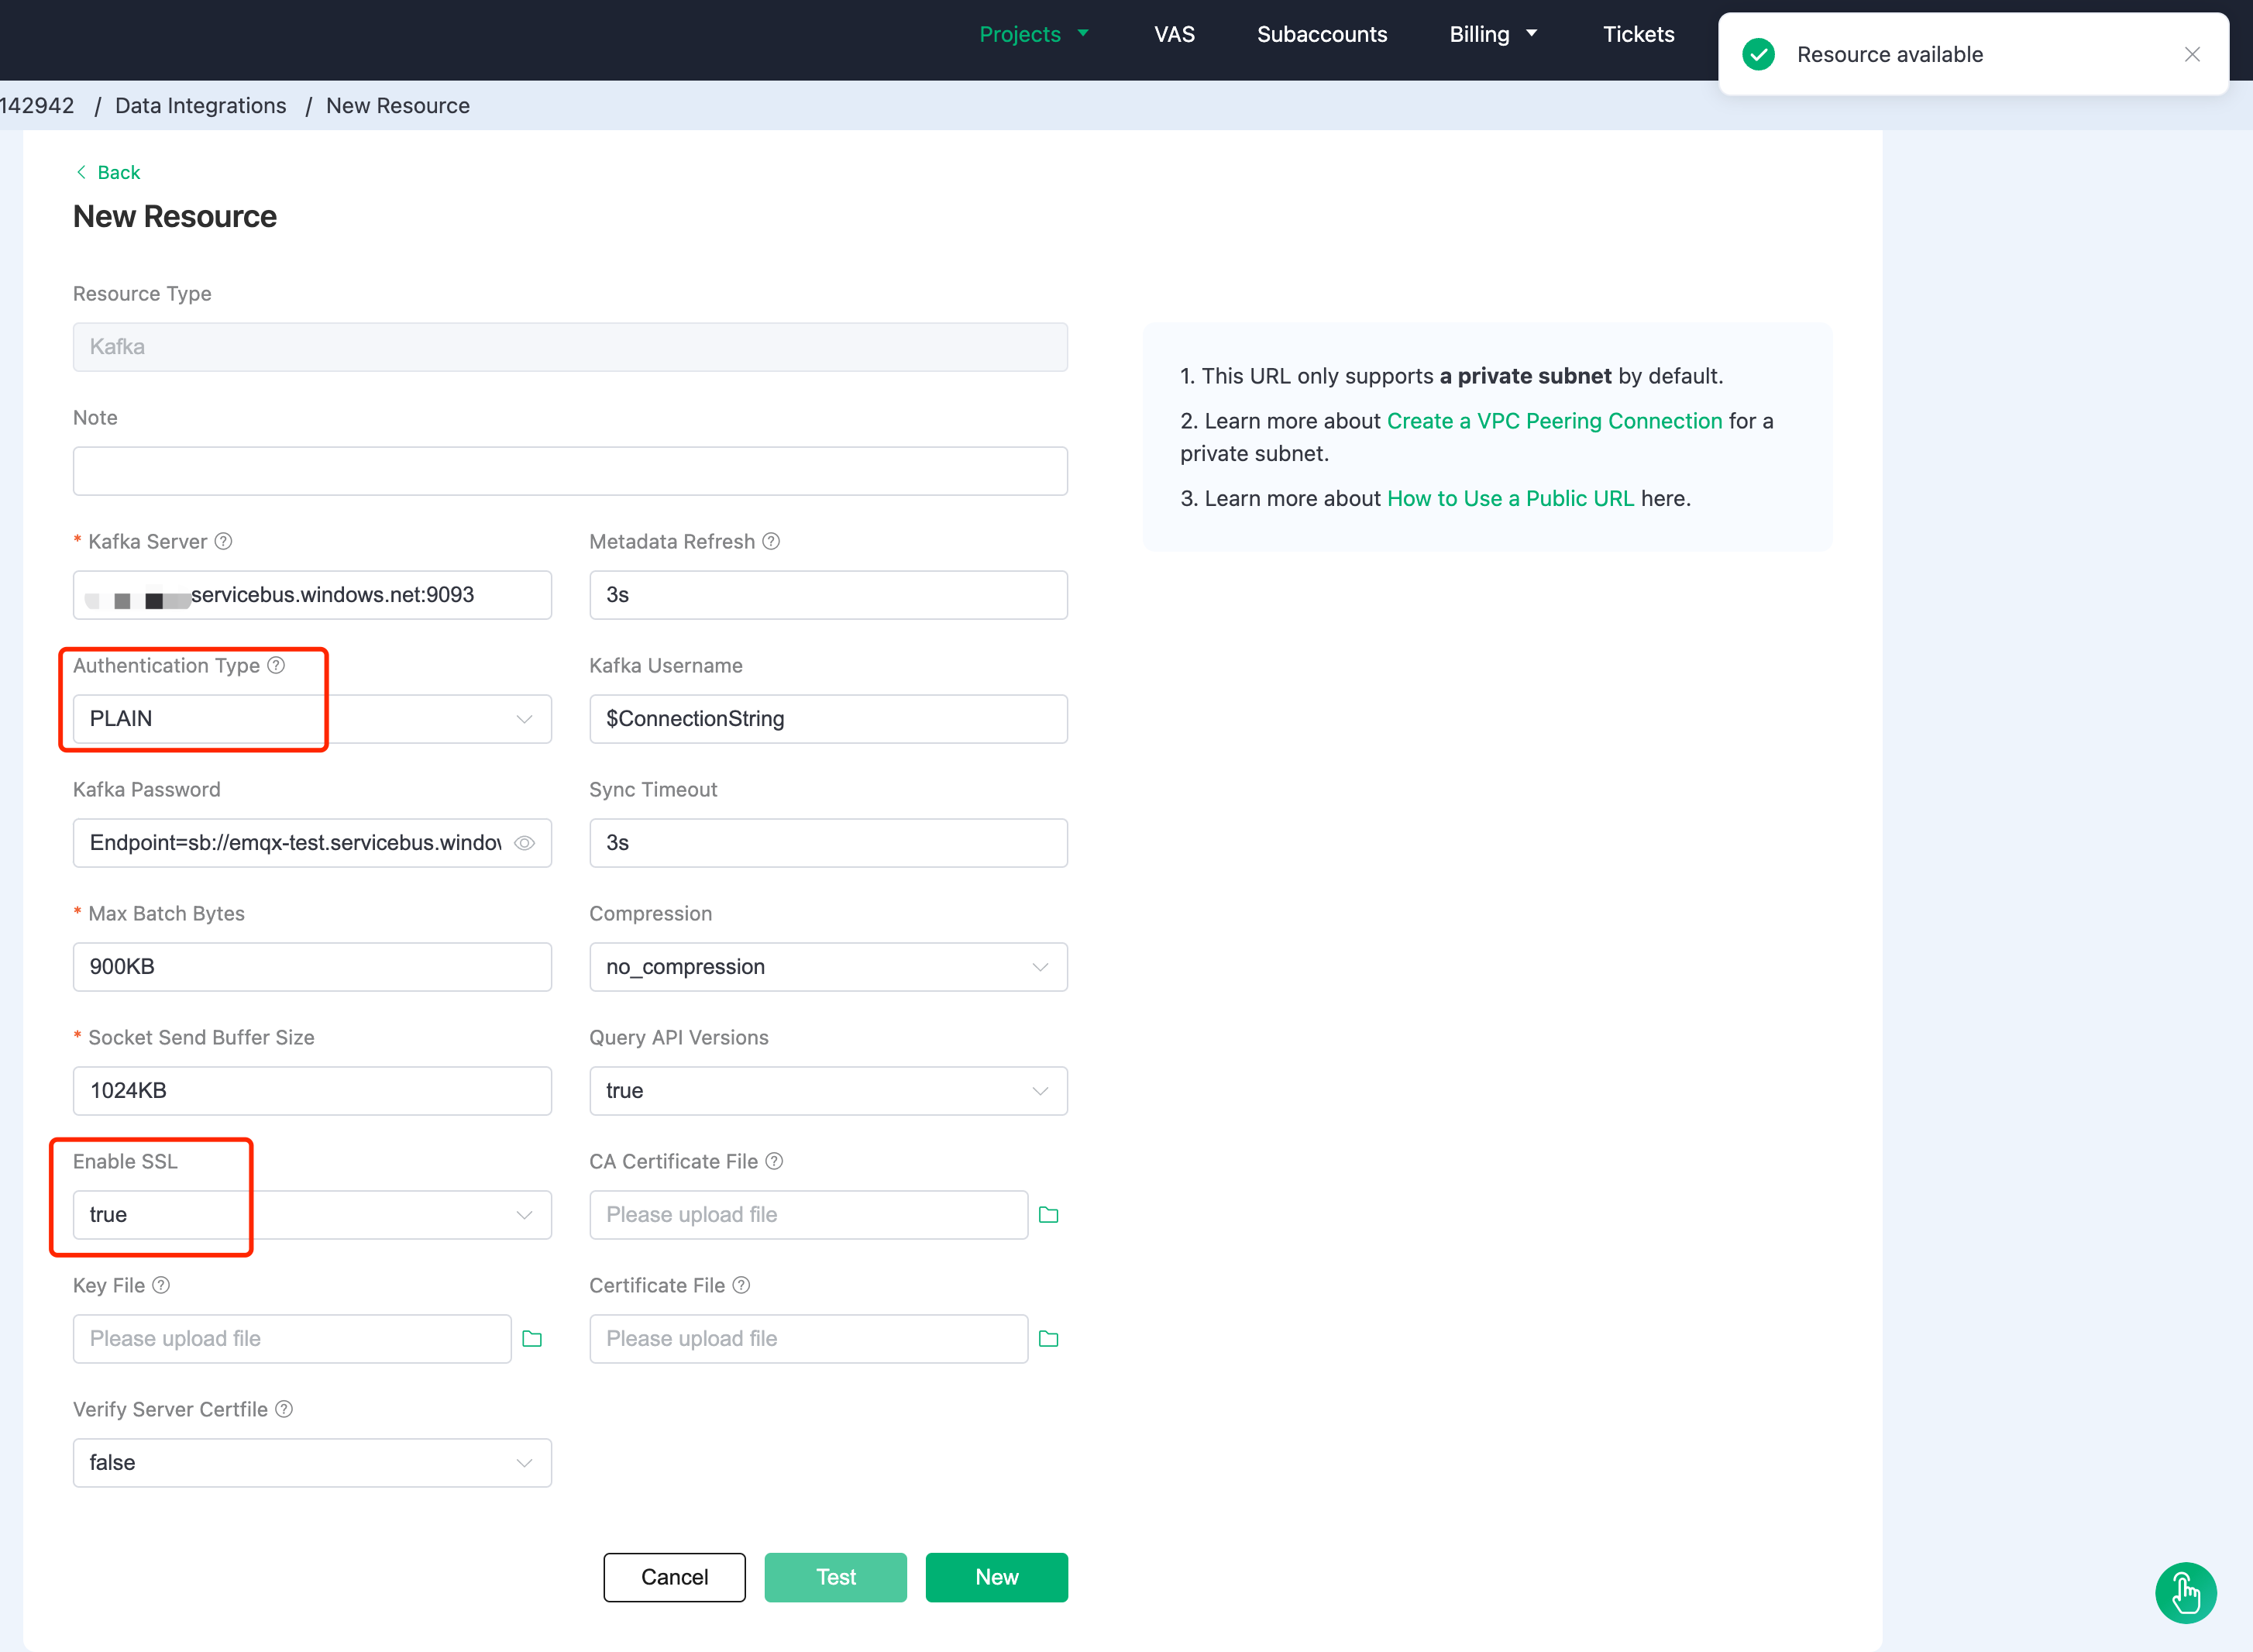 Projects VAS Subaccounts Billing Tickets
Resource available
142942 / Data Integrations / New Resource
Back
New Resource
Resource Type
Kafka
Note
* Kafka Server
servicebus.windows.net:9093
Metadata Refresh
3s
Authentication Type
PLAIN
Kafka Username
$ConnectionString
Kafka Password
Endpoint=sb://emqx-test.servicebus.window
Sync Timeout
3s
* Max Batch Bytes
900KB
Compression
no_compression
* Socket Send Buffer Size
1024KB
Query API Versions
true
Enable SSL
true
CA Certificate File
Please upload file
Key File
Please upload file
Certificate File
Please upload file
Verify Server Certfile
false
Cancel Test New
1. This URL only supports a private subnet by default.
2. Learn more about Create a VPC Peering Connection for a
private subnet.
3. Learn more about How to Use a Public URL here.